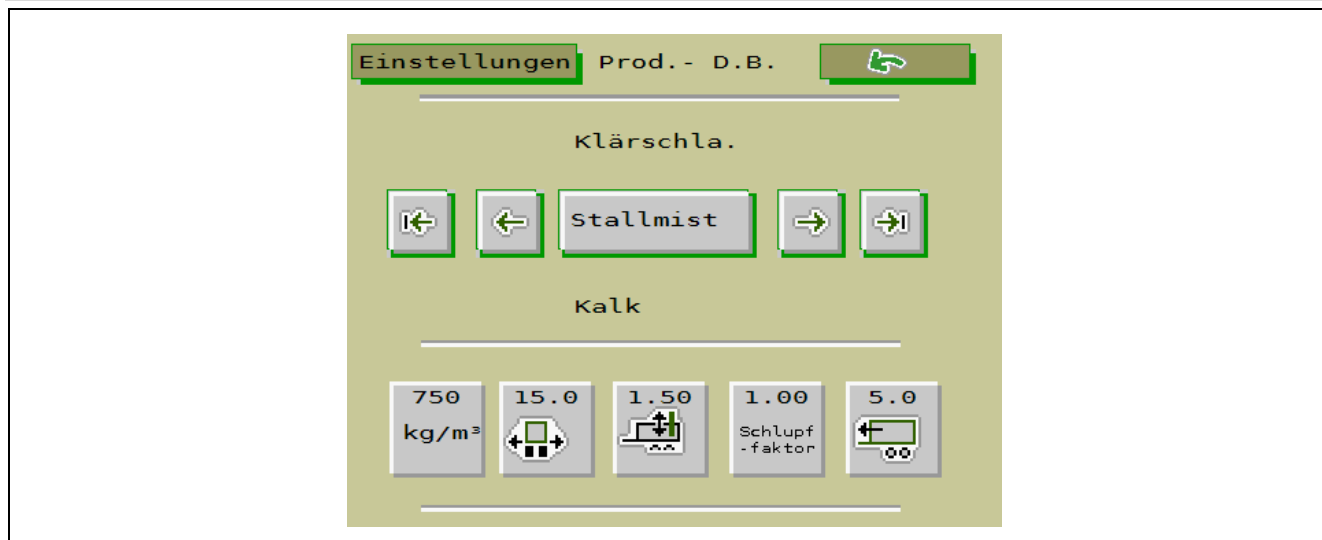 Einstellungen Prod.- D.B.
Klärschla.
Stallmist
Kalk
750 15.0 1.50 1.00 5.0
kg/m³ Schlupf
-faktor